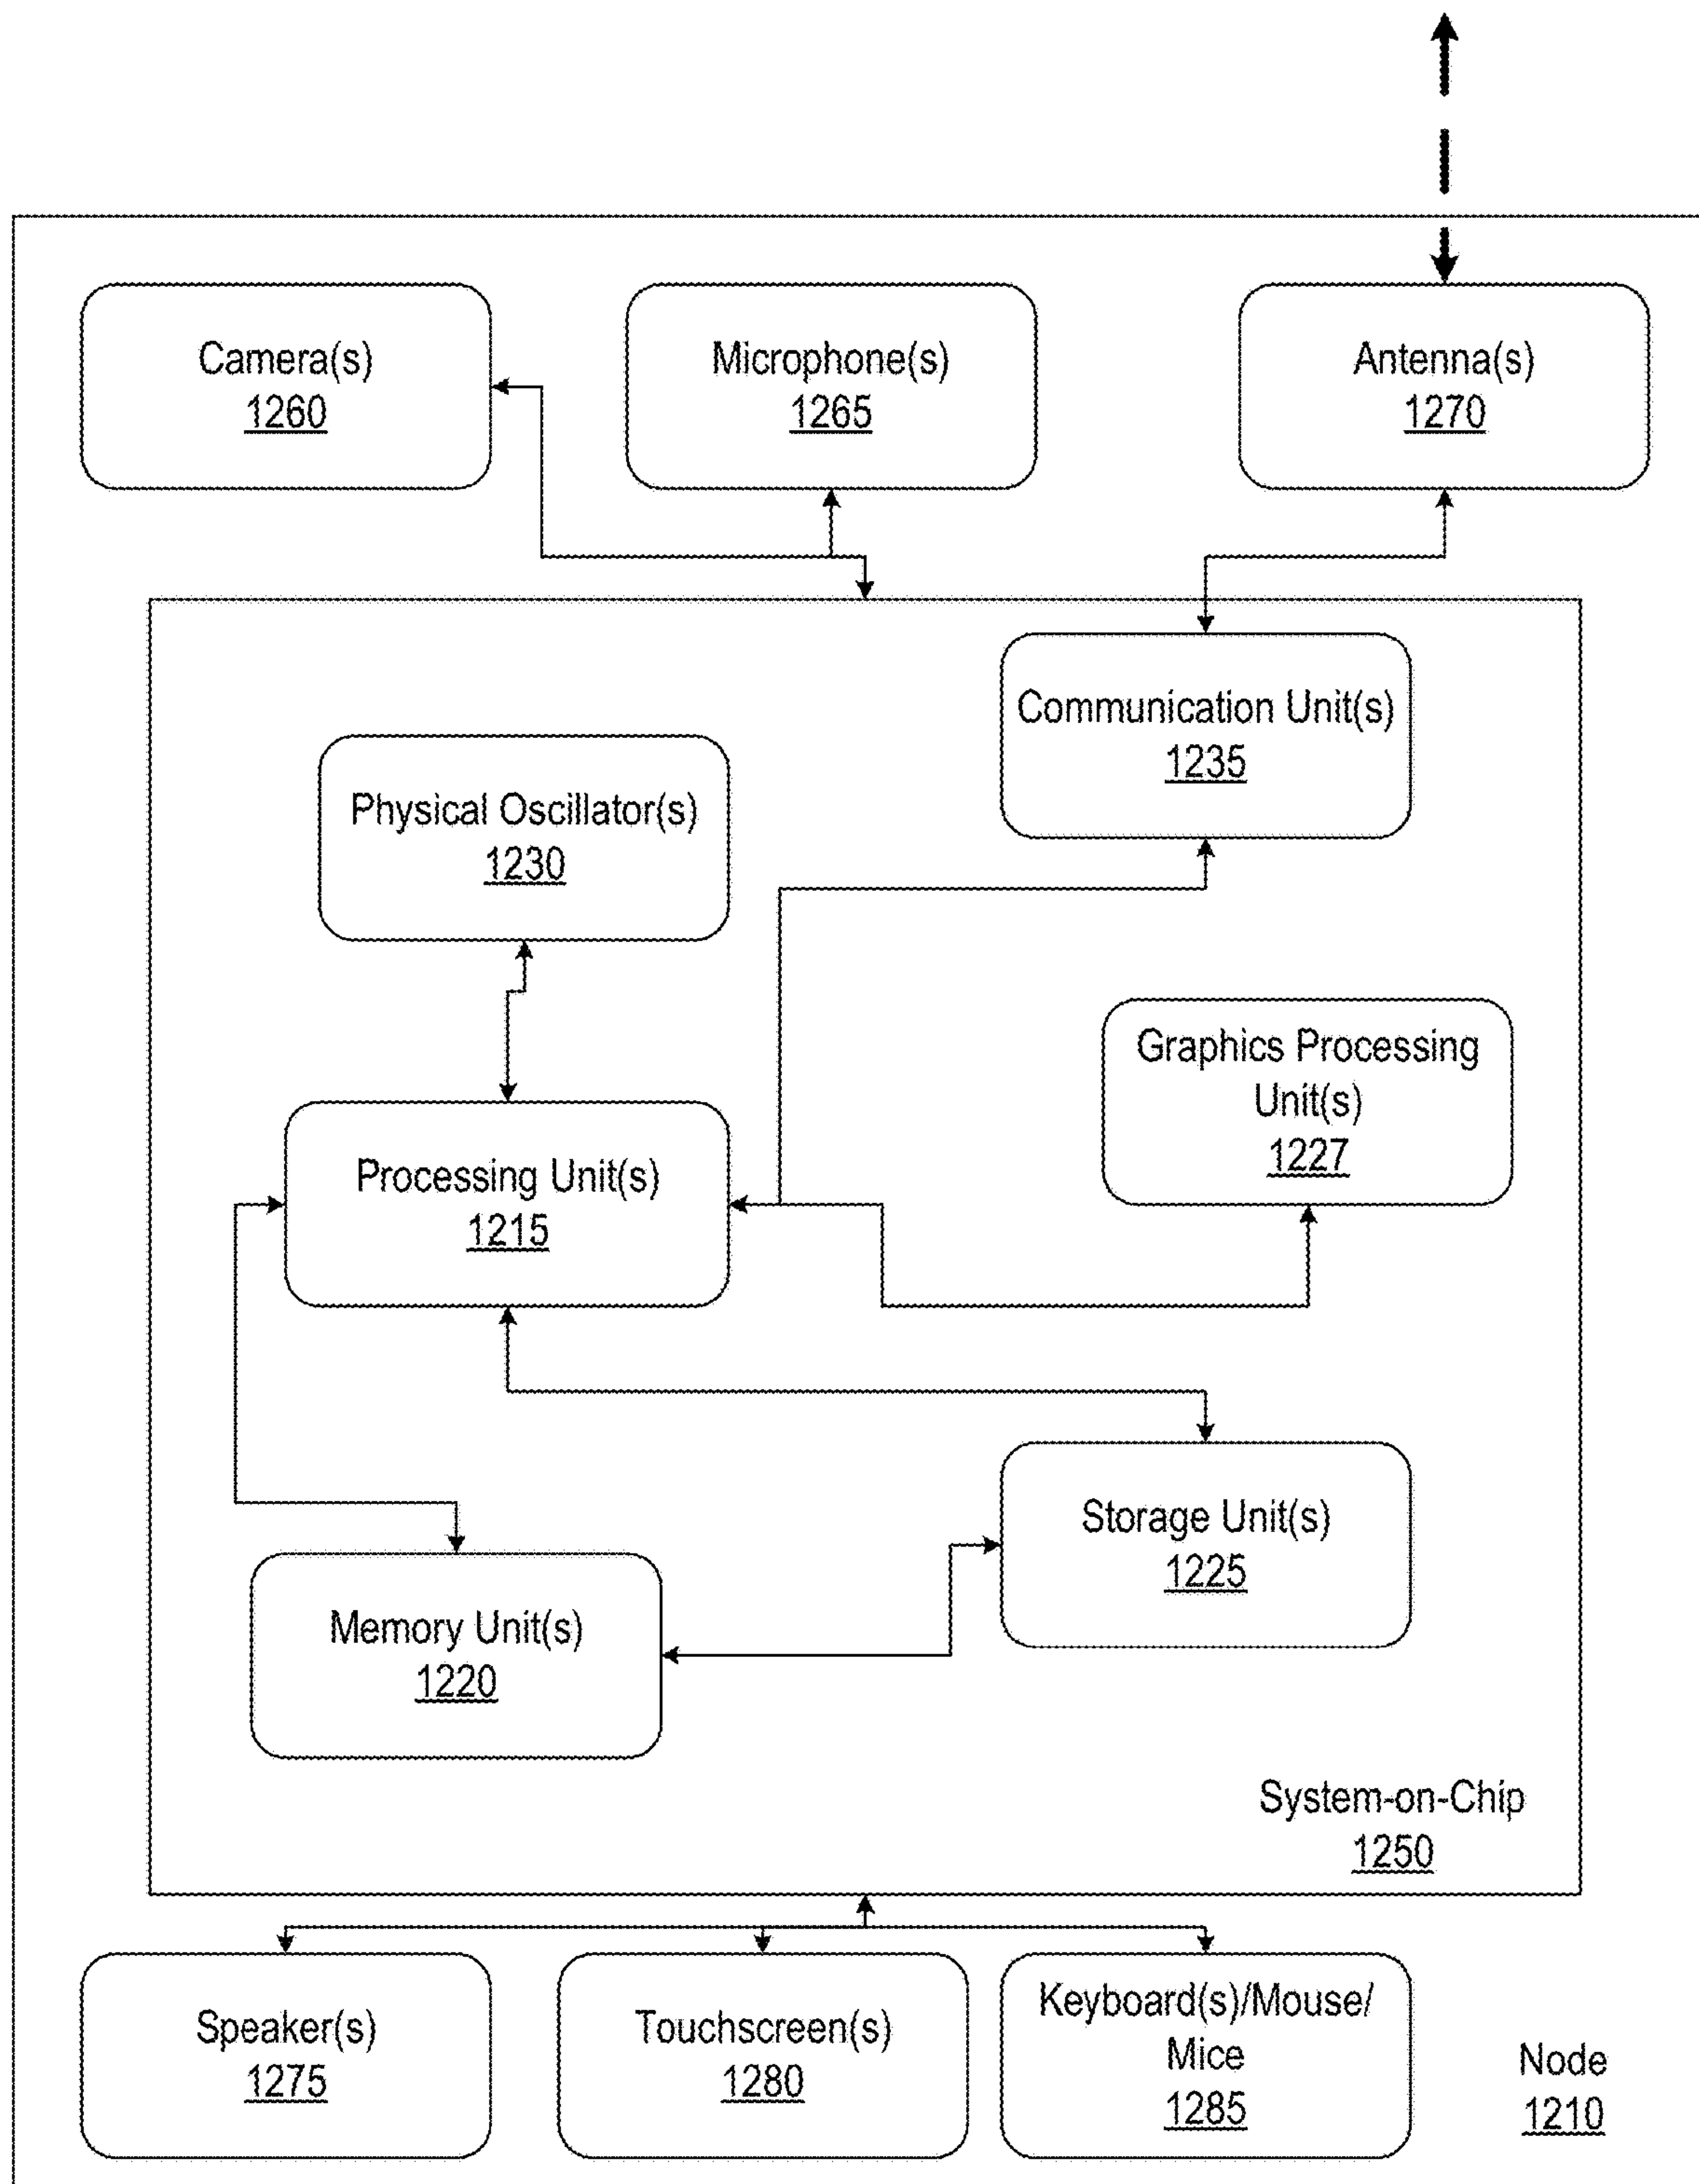 Camera(s)
1260
Microphone(s)
1265
Antenna(s)
1270
Communication Unit(s)
1235
Physical Oscillator(s)
1230
Graphics Processing
Unit(s)
1227
Processing Unit(s)
1215
Storage Unit(s)
1225
Memory Unit(s)
1220
System-on-Chip
1250
Speaker(s)
1275
Touchscreen(s)
1280
Keyboard(s)/Mouse/
Mice
1285
Node
1210